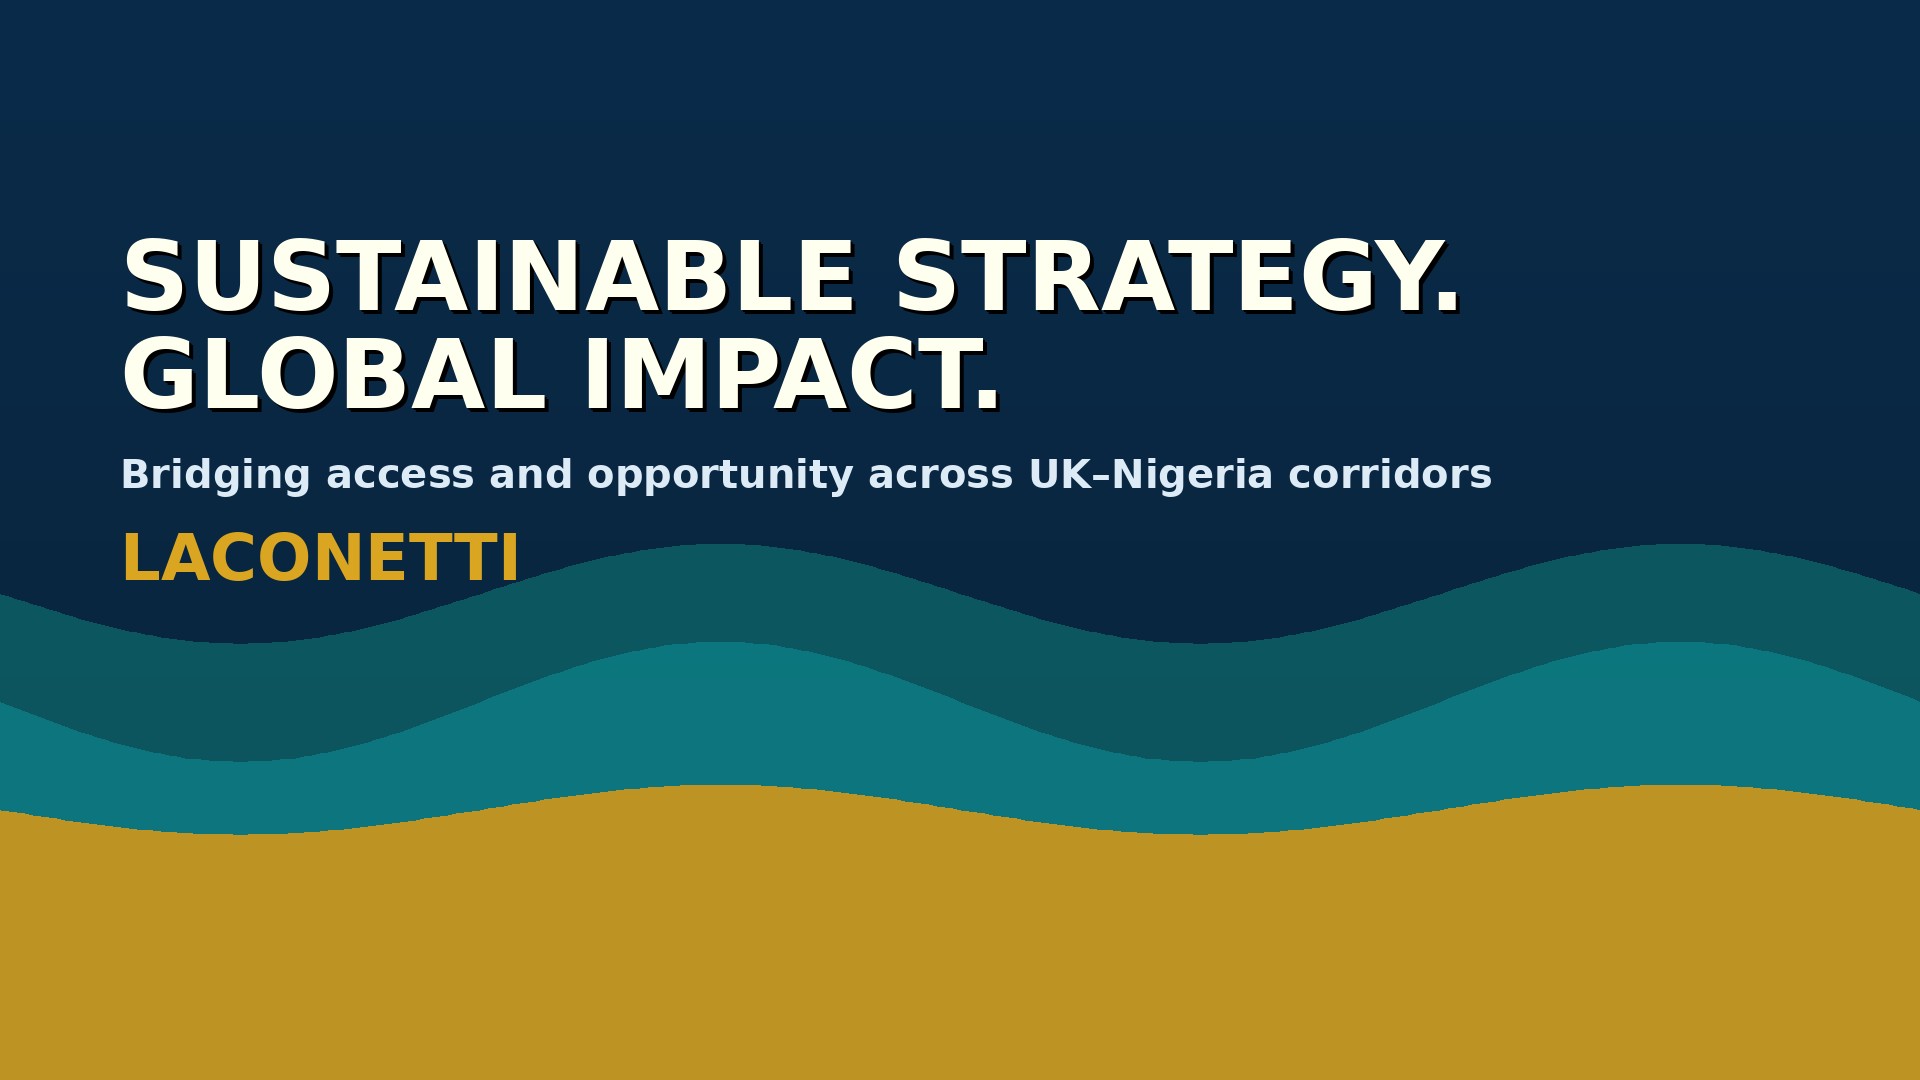 SUSTAINABLE STRATEGY.
GLOBAL IMPACT.
Bridging access and opportunity across UK–Nigeria corridors
LACONETTI